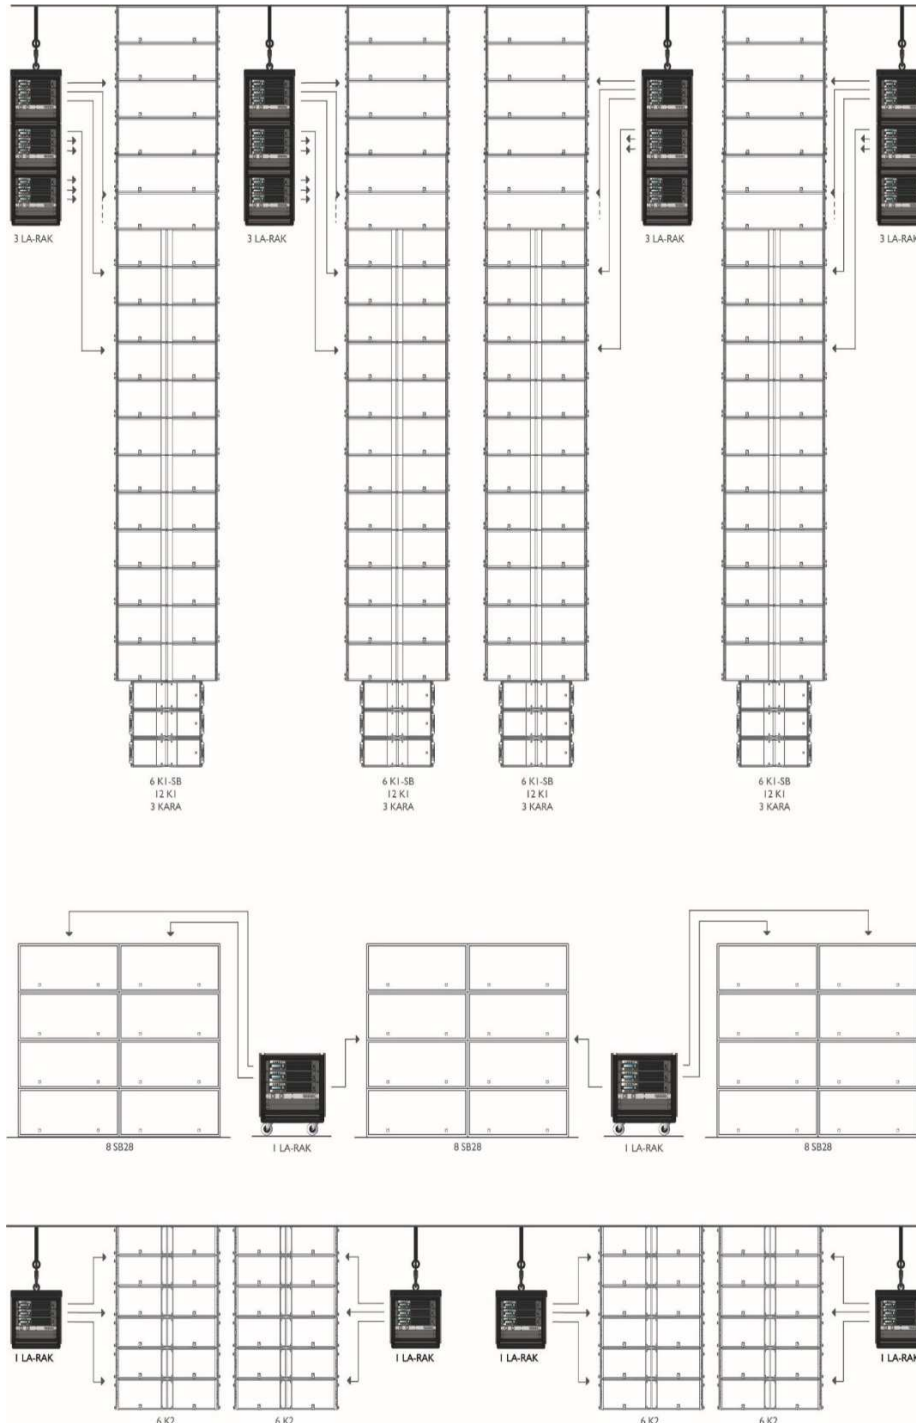 3 LA-RAK
3 LA-RAK
3 LA-RAK
3 LA-RAK
6 K1-SB
12 K1
3 KARA
6 K1-SB
12 K1
3 KARA
6 K1-SB
12 K1
3 KARA
6 K1-SB
12 K1
3 KARA
8 SB28
1 LA-RAK
8 SB28
1 LA-RAK
8 SB28
1 LA-RAK
1 LA-RAK
1 LA-RAK
1 LA-RAK
6 K2
6 K2
6 K2
6 K2